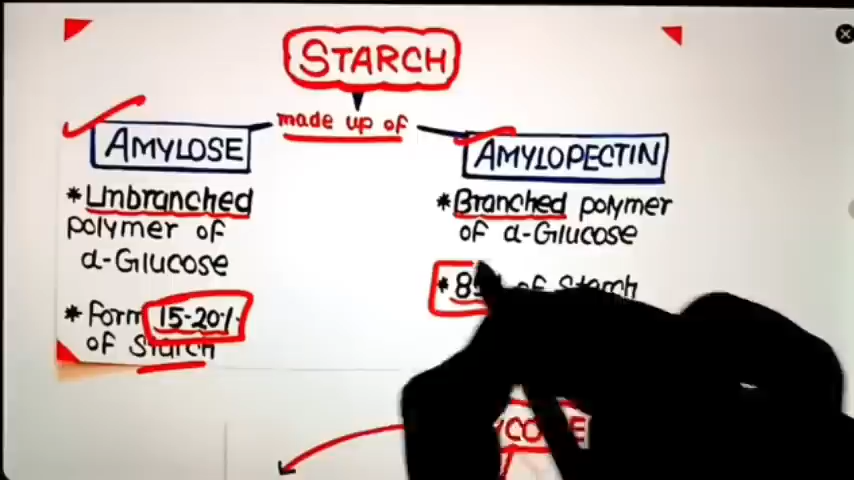 STARCH
made up of
AMYLOSE
* Unbranched
polymer of
α-Glucose
* Form 15-20%
of Starch
AMYLOPECTIN
* Branched polymer
of α-Glucose
* of Starch